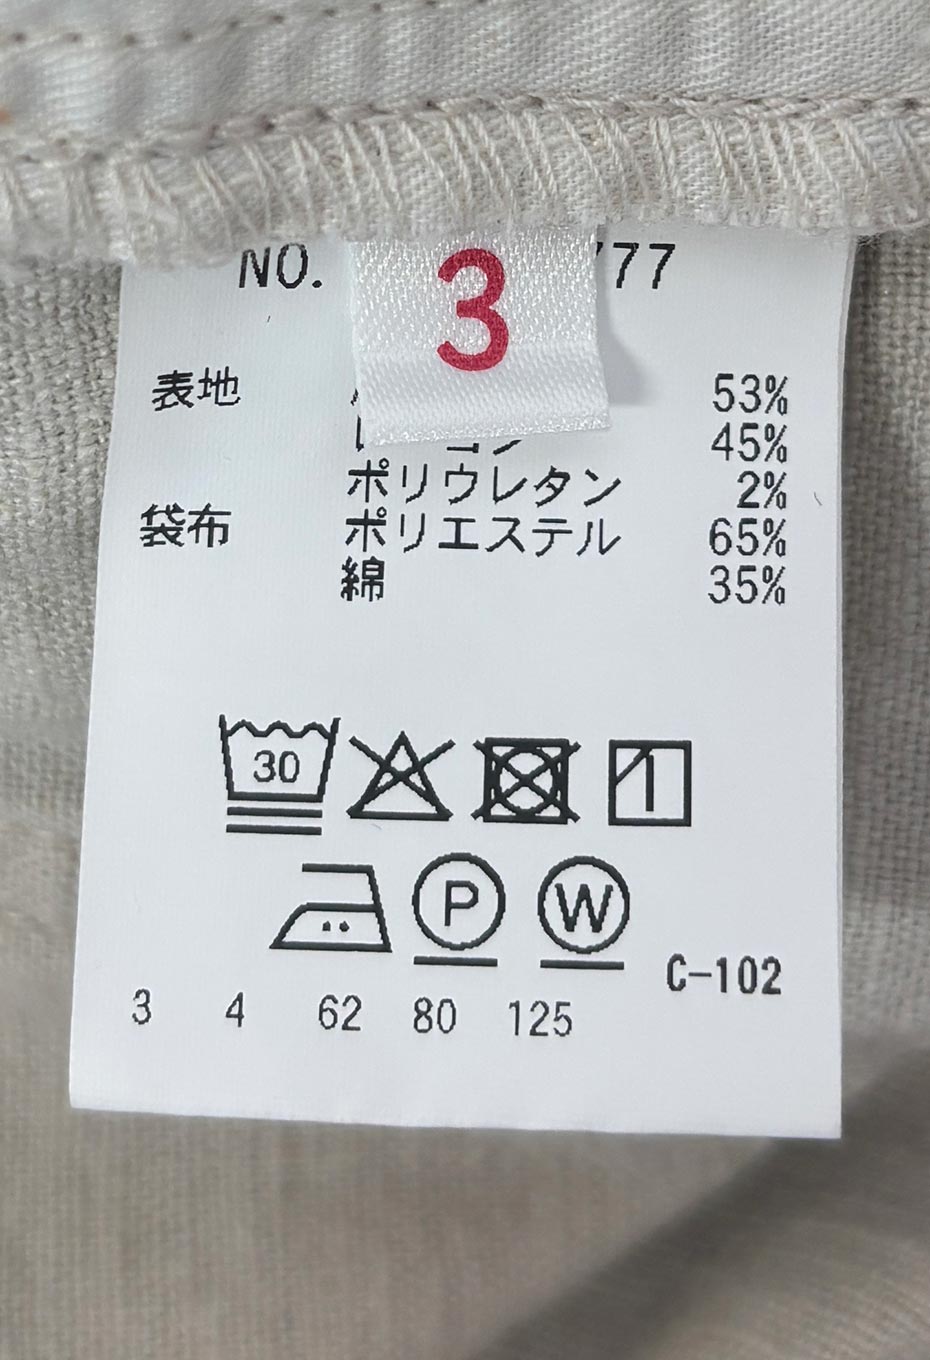 NO. 777
3
表地 53%
45%
ポリウレタン 2%
袋布 ポリエステル 65%
綿 35%
30
P W
C-102
3 4 62 80 125